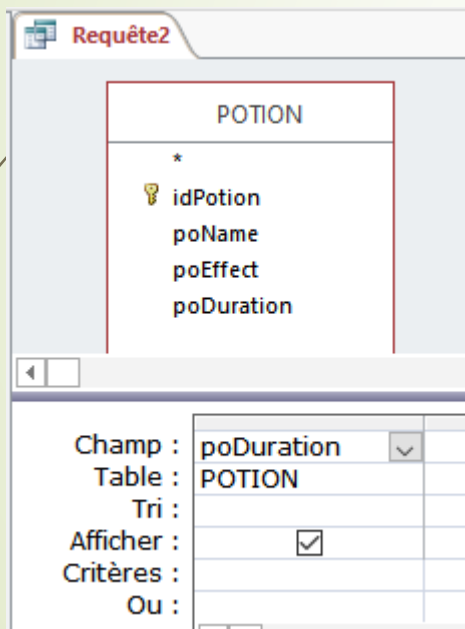 Requête2
POTION
*
idPotion
poName
poEffect
poDuration
Champ : poDuration
Table : POTION
Tri :
Afficher :
Critères :
Ou :